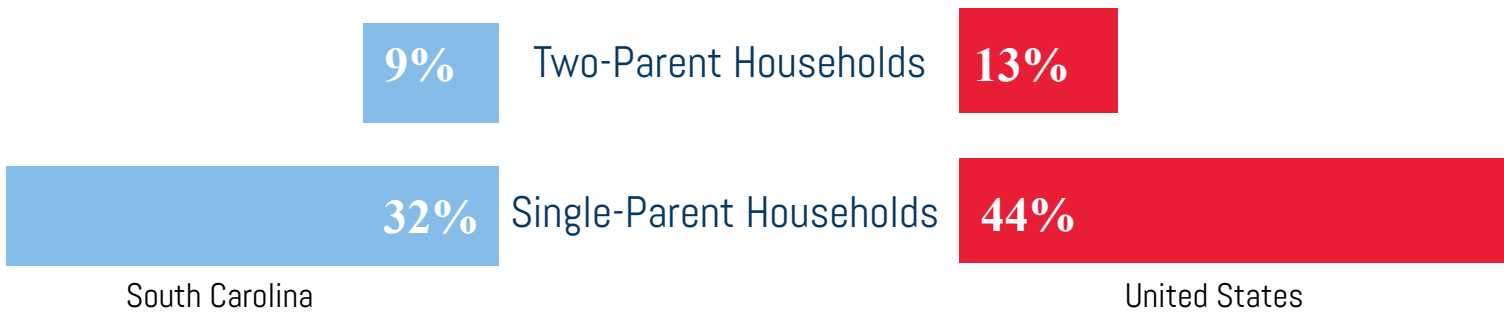 9% Two-Parent Households 13%
32% Single-Parent Households 44%
South Carolina United States